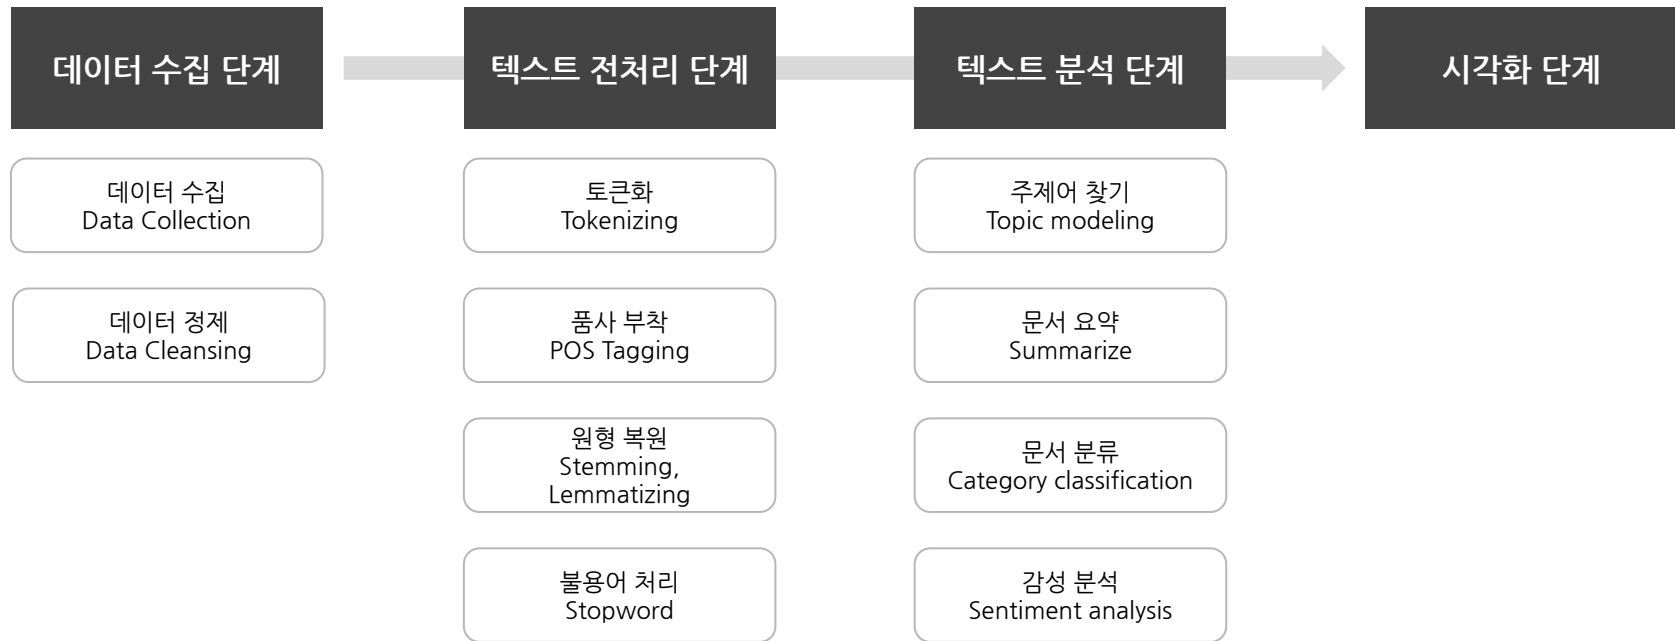 데이터 수집 단계
데이터 수집
Data Collection
데이터 정제
Data Cleansing
텍스트 전처리 단계
토큰화
Tokenizing
품사 부착
POS Tagging
원형 복원
Stemming,
Lemmatizing
불용어 처리
Stopword
텍스트 분석 단계
주제어 찾기
Topic modeling
문서 요약
Summarize
문서 분류
Category classification
감성 분석
Sentiment analysis
시각화 단계